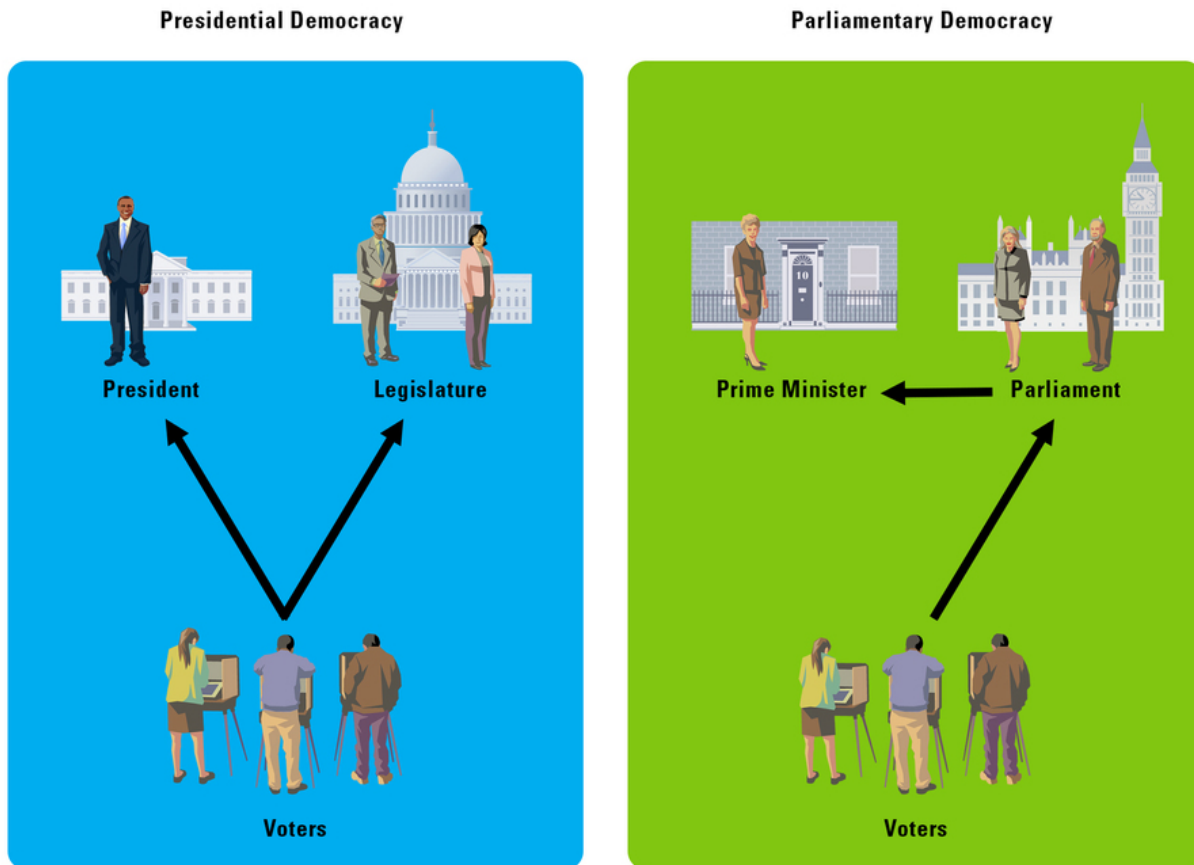 Presidential Democracy
Parliamentary Democracy
President
Legislature
10
Prime Minister
Parliament
Voters
Voters